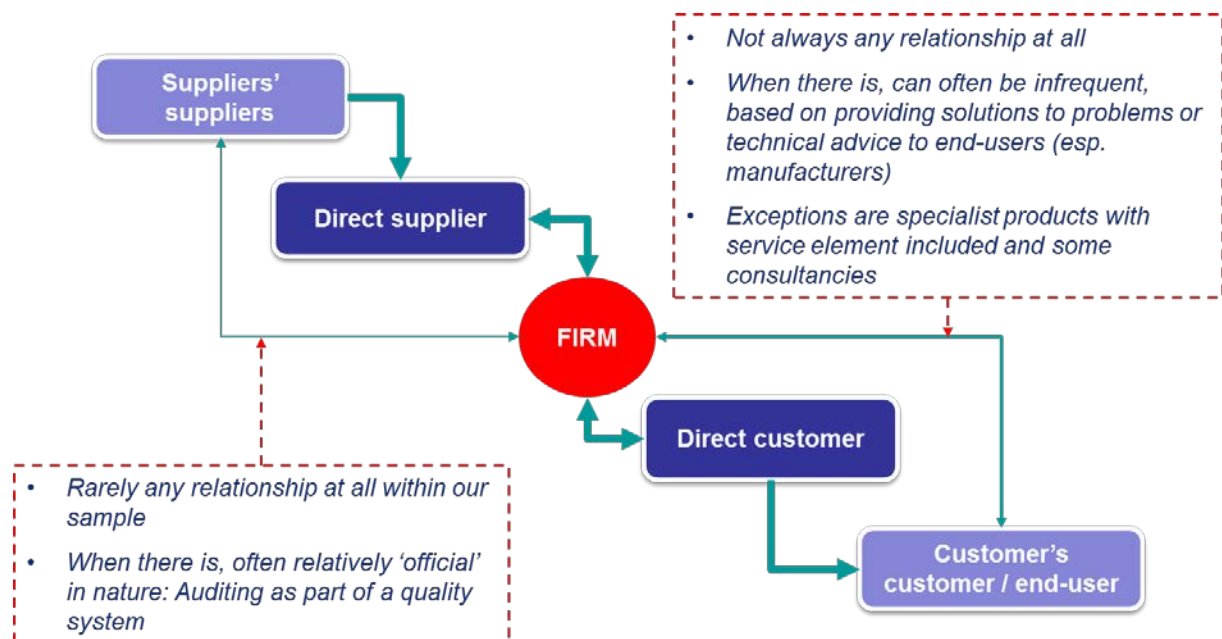 Suppliers’
suppliers
Direct supplier
FIRM
Direct customer
Customer’s
customer / end-user
• Not always any relationship at all
• When there is, can often be infrequent,
based on providing solutions to problems or
technical advice to end-users (esp.
manufacturers)
• Exceptions are specialist products with
service element included and some
consultancies
• Rarely any relationship at all within our
sample
• When there is, often relatively ‘official’
in nature: Auditing as part of a quality
system